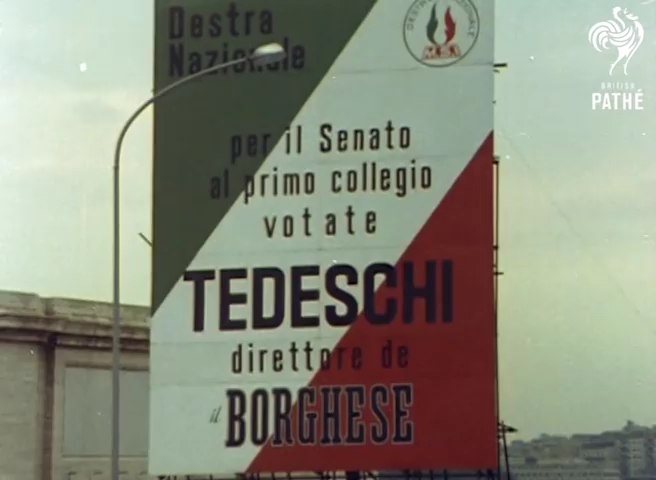 Destra
Nazionale
per il Senato
al primo collegio
votate
TEDESCHI
direttore de
il BORGHESE
BRITISH
PATHÉ